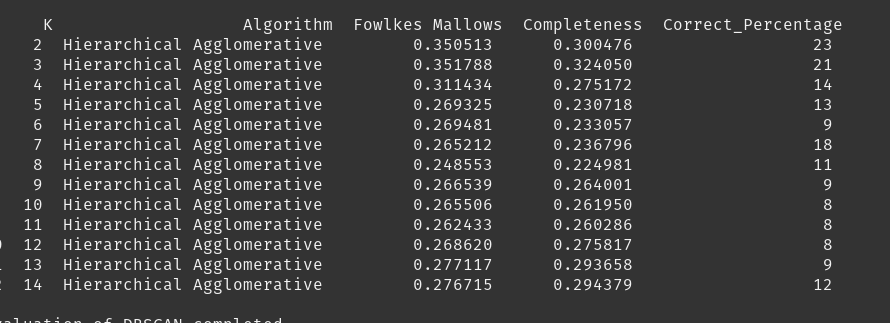 K Algorithm Fowlkes Mallows Completeness Correct_Percentage
2 Hierarchical Agglomerative 0.350513 0.300476 23
3 Hierarchical Agglomerative 0.351788 0.324050 21
4 Hierarchical Agglomerative 0.311434 0.275172 14
5 Hierarchical Agglomerative 0.269325 0.230718 13
6 Hierarchical Agglomerative 0.269481 0.233057 9
7 Hierarchical Agglomerative 0.265212 0.236796 18
8 Hierarchical Agglomerative 0.248553 0.224981 11
9 Hierarchical Agglomerative 0.266539 0.264001 9
10 Hierarchical Agglomerative 0.265506 0.261950 8
11 Hierarchical Agglomerative 0.262433 0.260286 8
12 Hierarchical Agglomerative 0.268620 0.275817 8
13 Hierarchical Agglomerative 0.277117 0.293658 9
14 Hierarchical Agglomerative 0.276715 0.294379 12
of DBSCAN completed